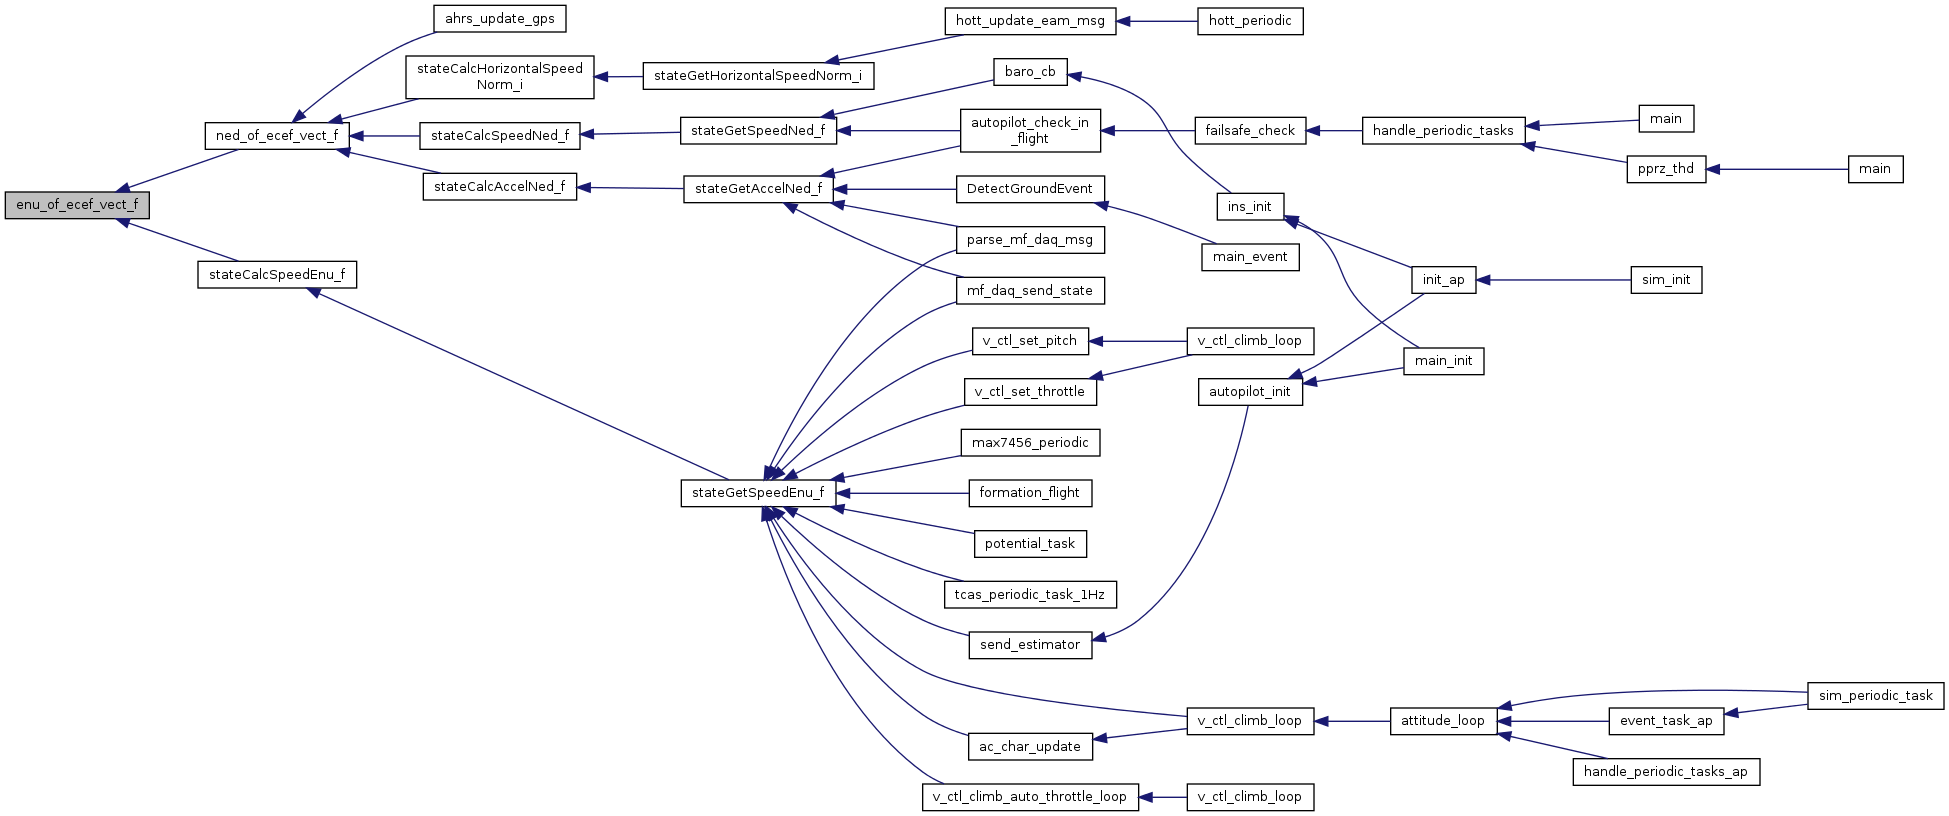 ahrs_update_gps
hott_update_eam_msg
hott_periodic
stateCalcHorizontalSpeed
Norm_i
stateGetHorizontalSpeedNorm_i
baro_cb
ned_of_ecef_vect_f
stateCalcSpeedNed_f
stateGetSpeedNed_f
autopilot_check_in
_flight
failsafe_check
handle_periodic_tasks
main
pprz_thd
main
stateCalcAccelNed_f
stateGetAccelNed_f
DetectGroundEvent
enu_of_ecef_vect_f
ins_init
parse_mf_daq_msg
main_event
stateCalcSpeedEnu_f
mf_daq_send_state
init_ap
sim_init
v_ctl_set_pitch
v_ctl_climb_loop
main_init
v_ctl_set_throttle
autopilot_init
max7456_periodic
stateGetSpeedEnu_f
formation_flight
potential_task
tcas_periodic_task_1Hz
send_estimator
sim_periodic_task
v_ctl_climb_loop
attitude_loop
event_task_ap
ac_char_update
handle_periodic_tasks_ap
v_ctl_climb_auto_throttle_loop
v_ctl_climb_loop